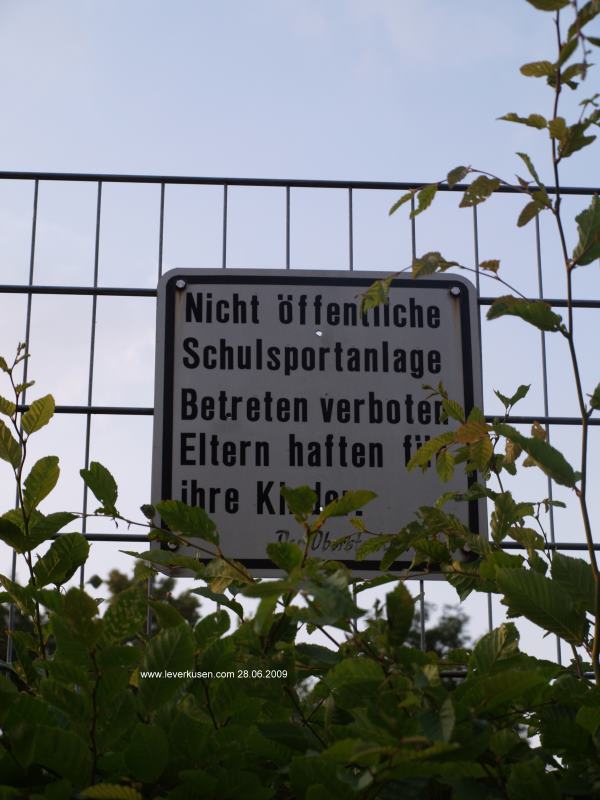 Nicht öffentliche
Schulsportanlage
Betreten verboten
Eltern haften für
ihre Kinder.
www.leverkusen.com 28.06.2009